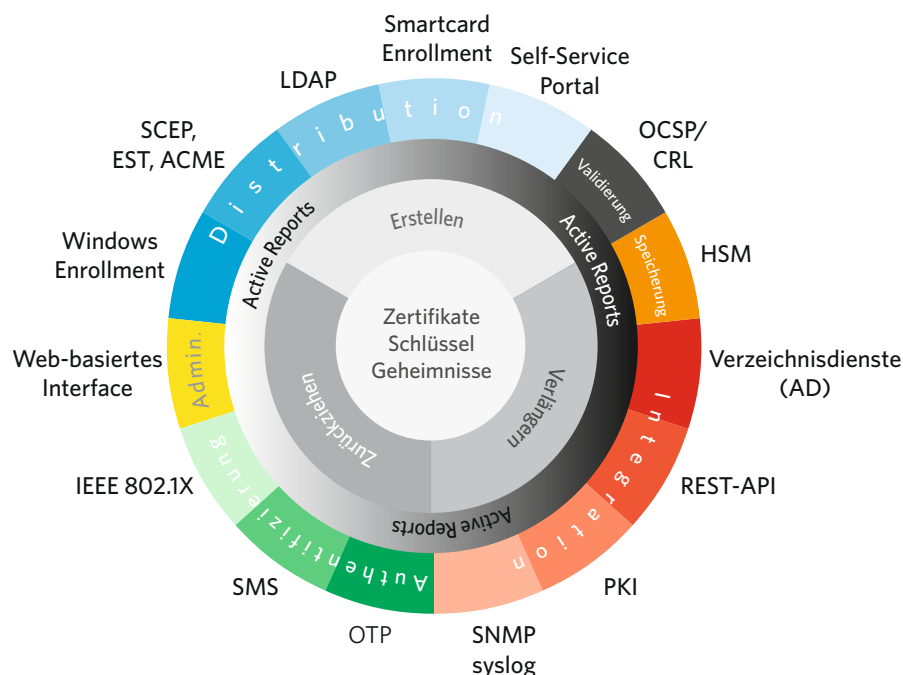 Smartcard
Enrollment
Self-Service
Portal
LDAP
OCSP/
CRL
SCEP,
EST, ACME
Distribution
Validierung
Active Reports
Erstellen
Active Reports
Windows
Enrollment
Speicherung
HSM
Zertifikate
Schlüssel
Geheimnisse
Web-basiertes
Interface
Admin.
Verzeichnisdienste
(AD)
Zurückziehen
Verlängern
Integration
IEEE 802.1X
REST-API
Authentifizierung
Active Reports
SMS
PKI
OTP
SNMP
syslog